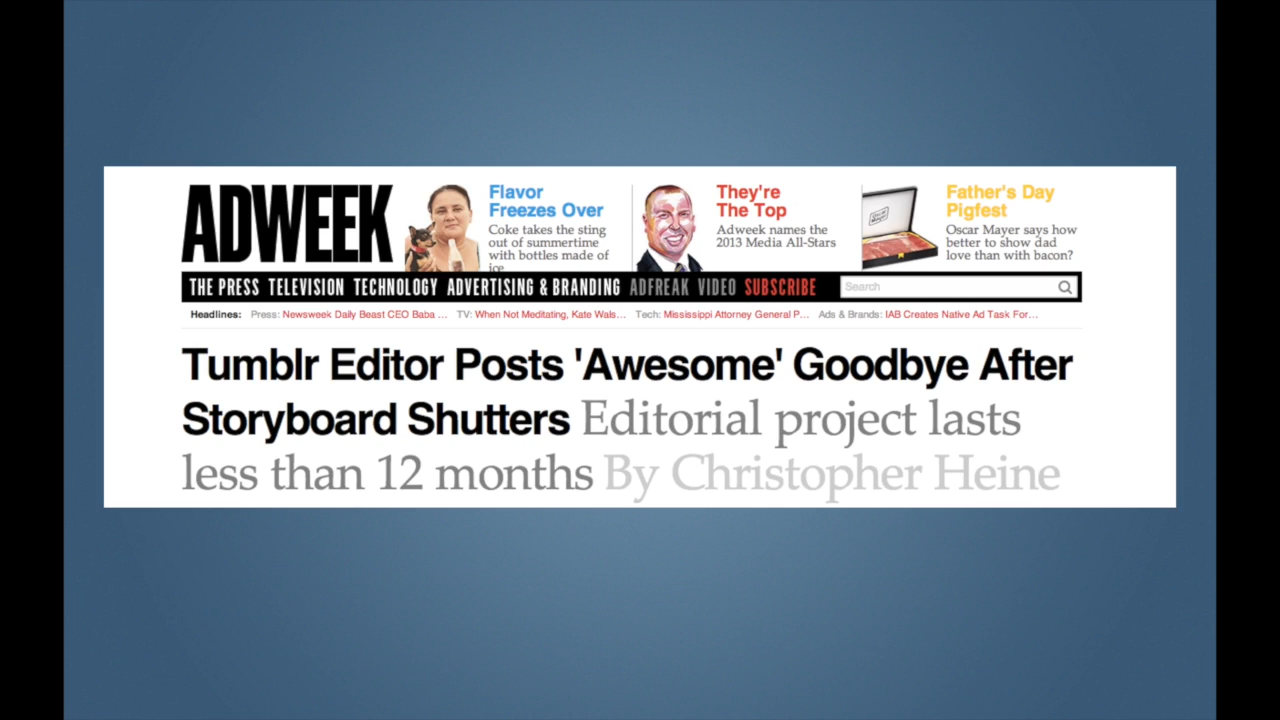 ADWEEK
Flavor
Freezes Over
Coke takes the sting
out of summertime
with bottles made of
ice
They're
The Top
Adweek names the
2013 Media All-Stars
Father's Day
Pigfest
Oscar Mayer says how
better to show dad
love than with bacon?
THE PRESS TELEVISION TECHNOLOGY ADVERTISING & BRANDING ADFREAK VIDEO SUBSCRIBE Search
Headlines: Press: Newsweek Daily Beast CEO Baba ... TV: When Not Meditating, Kate Wals... Tech: Mississippi Attorney General P... Ads & Brands: IAB Creates Native Ad Task For...
Tumblr Editor Posts 'Awesome' Goodbye After
Storyboard Shutters Editorial project lasts
less than 12 months By Christopher Heine